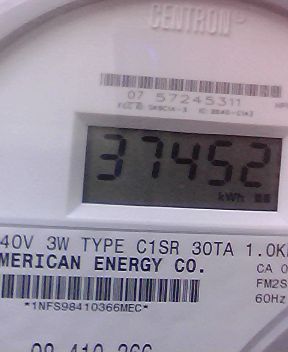 CENTRON
07 57245311
37452
kWh
40V 3W TYPE C1SR 30TA 1.0K
MERICAN ENERGY CO.
CA 0
FM2S
*1NFS98410366MEC*
60Hz